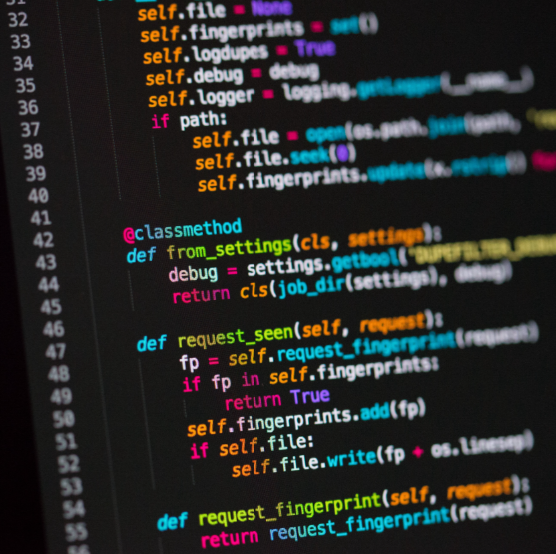 31 def
32 self.file = None
33 self.fingerprints = set()
34 self.logdupes = True
35 self.debug = debug
36 self.logger = logging.getLogger(__name__)
37 if path:
38 self.file = open(os.path.join(path,
39 self.file.seek(0)
40 self.fingerprints.update(x.rstrip()
41
42 @classmethod
43 def from_settings(cls, settings):
44 debug = settings.getbool(
45 return cls(job_dir(settings), debug)
46
47 def request_seen(self, request):
48 fp = self.request_fingerprint(request)
49 if fp in self.fingerprints:
50 return True
51 self.fingerprints.add(fp)
52 if self.file:
53 self.file.write(fp + os.linesep)
54
55 def request_fingerprint(self, request):
return request_fingerprint(request)